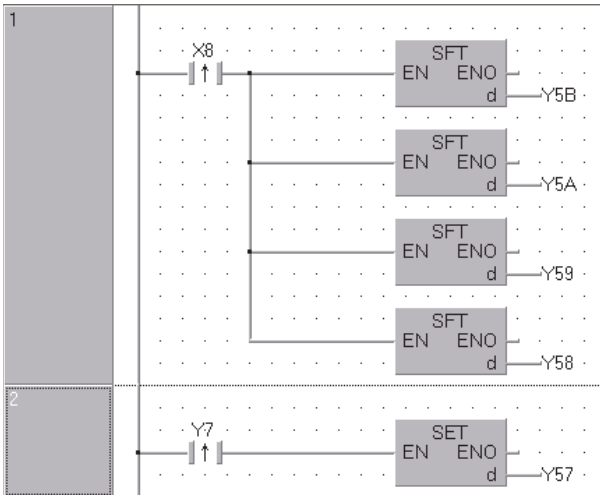 1
X8
SFT
EN ENO
d Y5B
SFT
EN ENO
d Y5A
SFT
EN ENO
d Y59
SFT
EN ENO
d Y58
2
Y7
SET
EN ENO
d Y57